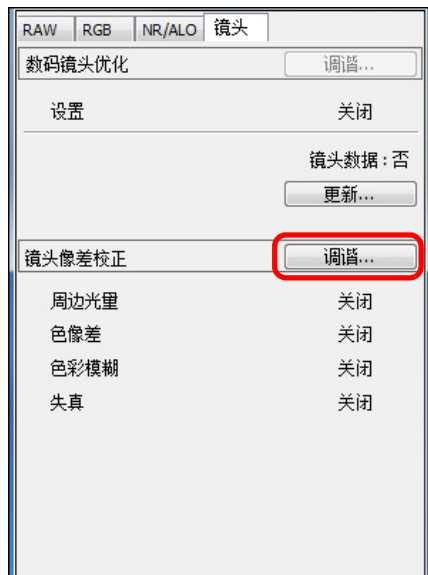 RAW RGB NR/ALO 镜头
数码镜头优化 调谐...
设置 关闭
镜头数据:否
更新...
镜头像差校正 调谐...
周边光量 关闭
色像差 关闭
色彩模糊 关闭
失真 关闭